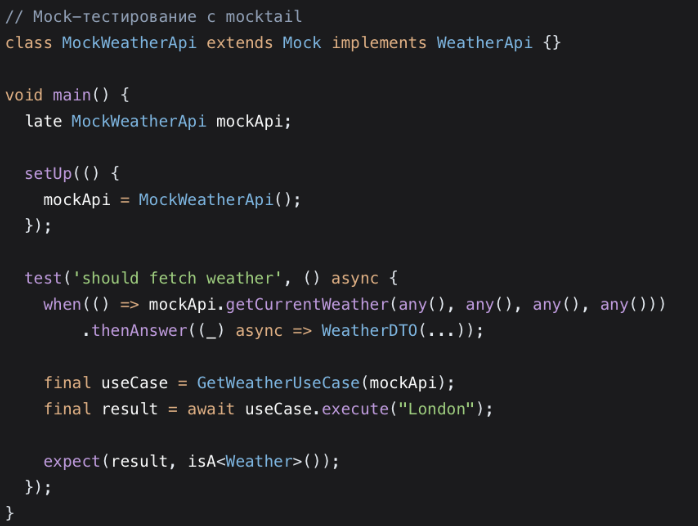 // Mock-тестирование с mocktail
class MockWeatherApi extends Mock implements WeatherApi {}

void main() {
  late MockWeatherApi mockApi;

  setUp(() {
    mockApi = MockWeatherApi();
  });

  test('should fetch weather', () async {
    when(() => mockApi.getCurrentWeather(any(), any(), any(), any()))
        .thenAnswer((_) async => WeatherDTO(...));

    final useCase = GetWeatherUseCase(mockApi);
    final result = await useCase.execute("London");

    expect(result, isA<Weather>());
  });
}